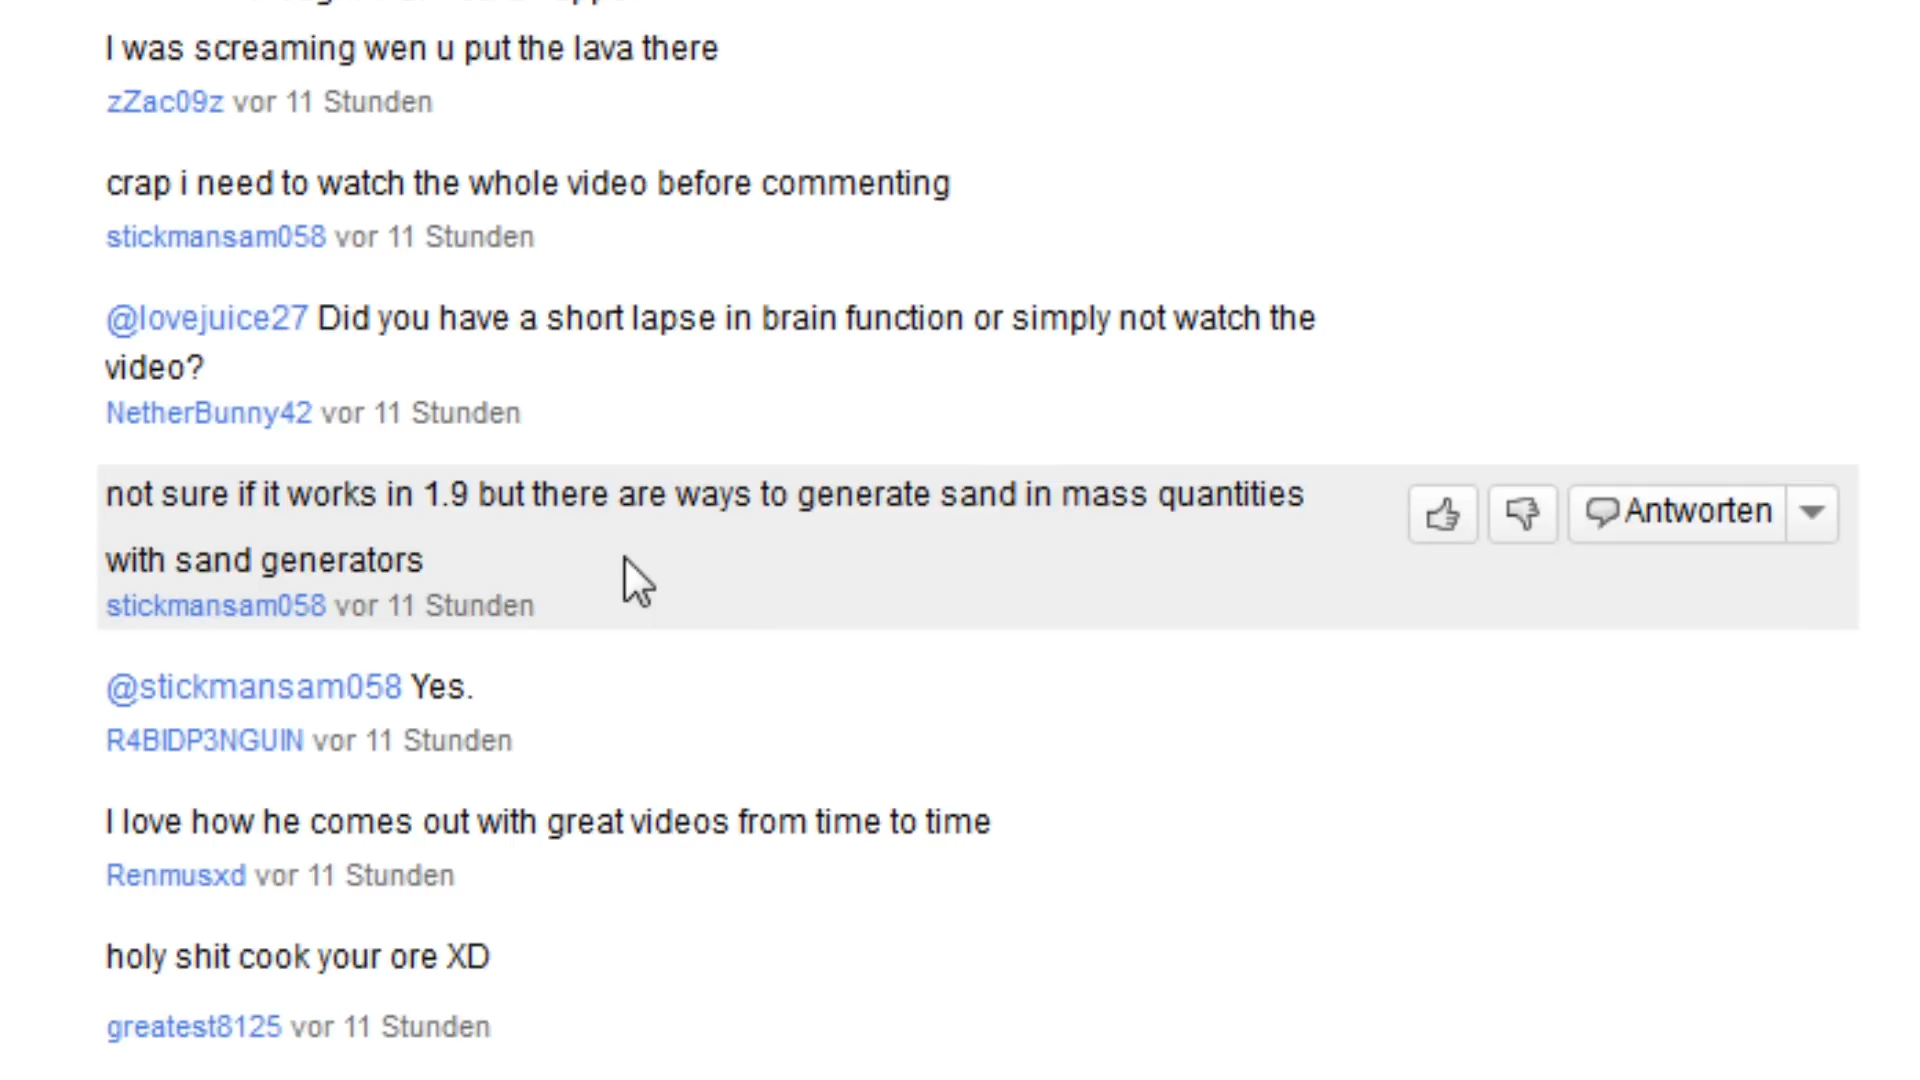 I was screaming wen u put the lava there
zZac09z vor 11 Stunden
crap i need to watch the whole video before commenting
stickmansam058 vor 11 Stunden
@lovejuice27 Did you have a short lapse in brain function or simply not watch the
video?
NetherBunny42 vor 11 Stunden
not sure if it works in 1.9 but there are ways to generate sand in mass quantities
Antworten
with sand generators
stickmansam058 vor 11 Stunden
@stickmansam058 Yes.
R4BIDP3NGUIN vor 11 Stunden
I love how he comes out with great videos from time to time
Renmusxd vor 11 Stunden
holy shit cook your ore XD
greatest8125 vor 11 Stunden